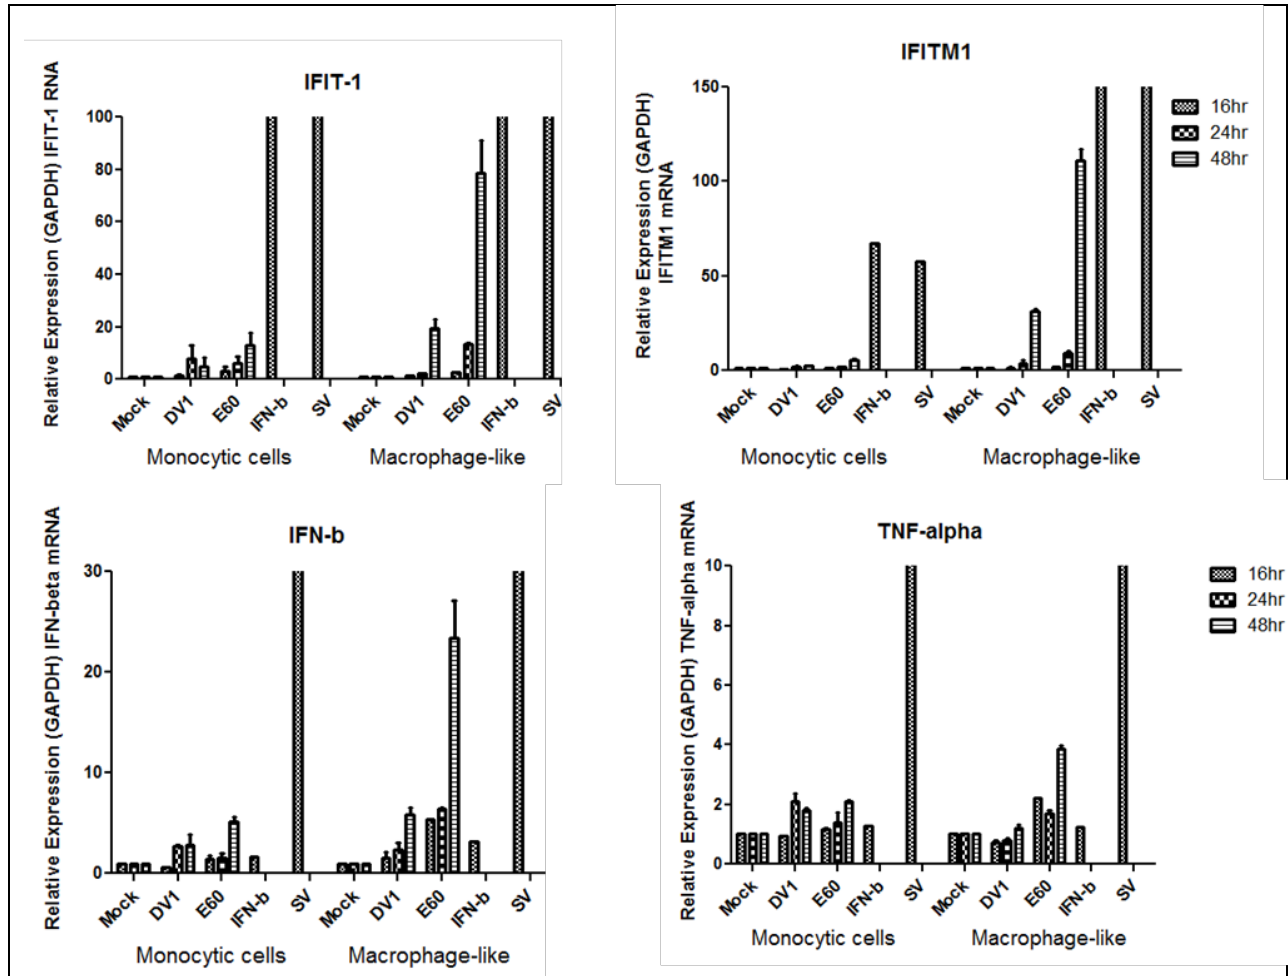 IFIT-1
Relative Expression (GAPDH) IFIT-1 RNA
100
80
60
40
20
0
Mock
DV1
E60
IFN-b
SV
Mock
DV1
E60
IFN-b
SV
Monocytic cells
Macrophage-like
IFITM1
Relative Expression (GAPDH)
IFITM1 mRNA
150
100
50
0
16hr
24hr
48hr
Mock
DV1
E60
IFN-b
SV
Mock
DV1
E60
IFN-b
SV
Monocytic cells
Macrophage-like
IFN-b
Relative Expression (GAPDH) IFN-beta mRNA
30
20
10
0
Mock
DV1
E60
IFN-b
SV
Mock
DV1
E60
IFN-b
SV
Monocytic cells
Macrophage-like
TNF-alpha
Relative Expression (GAPDH) TNF-alpha mRNA
10
8
6
4
2
0
16hr
24hr
48hr
Mock
DV1
E60
IFN-b
SV
Mock
DV1
E60
IFN-b
SV
Monocytic cells
Macrophage-like